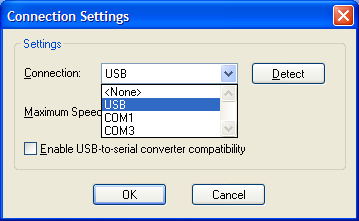 Connection Settings
Settings
Connection: USB Detect
<None>
USB
Maximum Speed
COM1
COM3
Enable USB-to-serial converter compatibility
OK Cancel